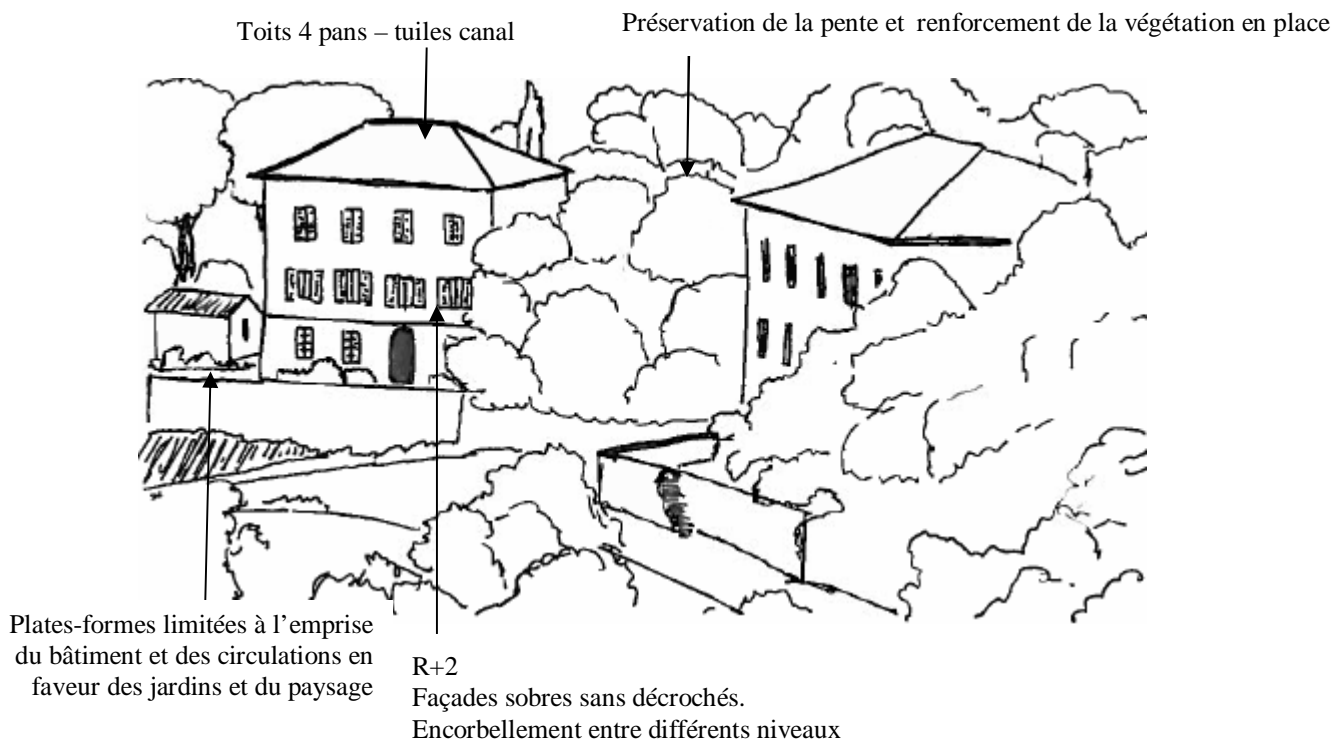 Toits 4 pans – tuiles canal
Préservation de la pente et renforcement de la végétation en place
Plates-formes limitées à l’emprise
du bâtiment et des circulations en
faveur des jardins et du paysage
R+2
Façades sobres sans décrochés.
Encorbellement entre différents niveaux